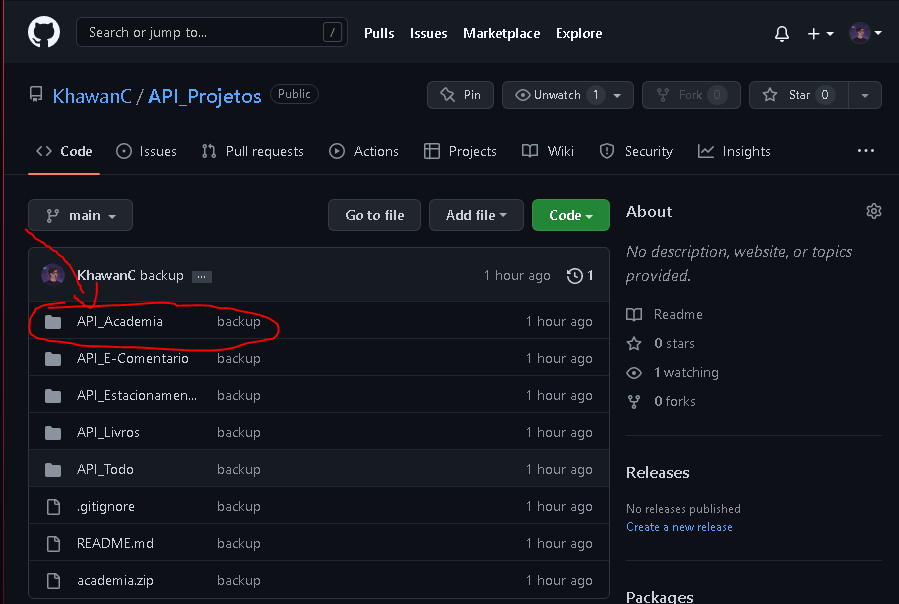 Search or jump to... /
Pulls Issues Marketplace Explore
KhawanC / API_Projetos Public
Pin Unwatch 1 Fork 0 Star 0
Code Issues Pull requests Actions Projects Wiki Security Insights
main Go to file Add file Code
KhawanC backup ... 1 hour ago 1
API_Academia backup 1 hour ago
API_E-Comentario backup 1 hour ago
API_Estacionamen... backup 1 hour ago
API_Livros backup 1 hour ago
API_Todo backup 1 hour ago
.gitignore backup 1 hour ago
README.md backup 1 hour ago
academia.zip backup 1 hour ago
About
No description, website, or topics
provided.
Readme
0 stars
1 watching
0 forks
Releases
No releases published
Create a new release
Packages